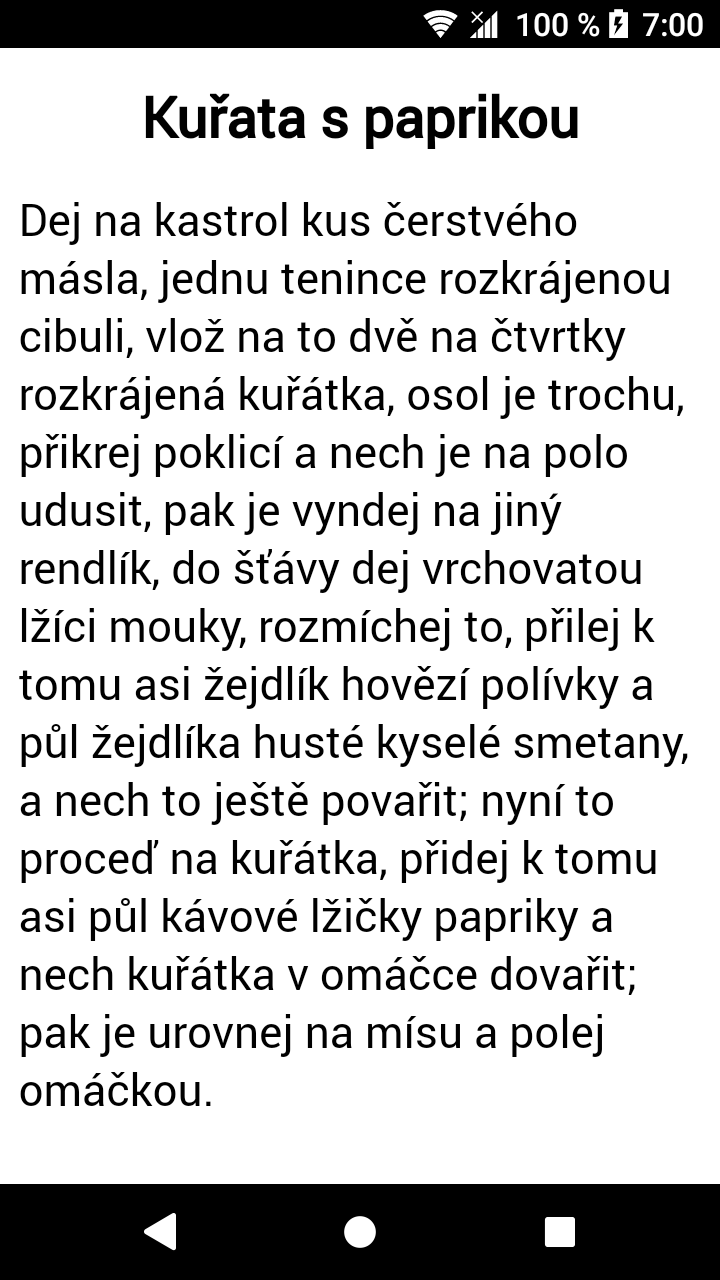 100 % 7:00
Kuřata s paprikou
Dej na kastrol kus čerstvého
másla, jednu tenince rozkrájenou
cibuli, vlož na to dvě na čtvrtky
rozkrájená kuřátka, osol je trochu,
přikrej poklicí a nech je na polo
udusit, pak je vyndej na jiný
rendlík, do šťávy dej vrchovatou
lžíci mouky, rozmíchej to, přilej k
tomu asi žejdlík hovězí polívky a
půl žejdlíka husté kyselé smetany,
a nech to ještě povařit; nyní to
proceď na kuřátka, přidej k tomu
asi půl kávové lžičky papriky a
nech kuřátka v omáčce dovařit;
pak je urovnej na mísu a polej
omáčkou.